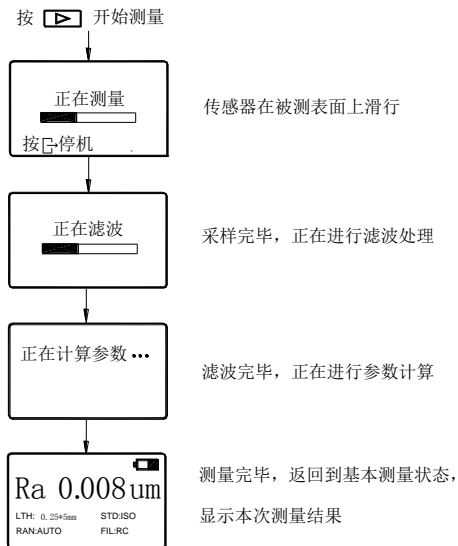 按 开始测量
正在测量
按停机
传感器在被测表面上滑行
正在滤波
采样完毕，正在进行滤波处理
正在计算参数…
滤波完毕，正在进行参数计算
Ra 0.008um
LTH: 0.25*5mm STD:ISO
RAN:AUTO FIL:RC
测量完毕，返回到基本测量状态，
显示本次测量结果